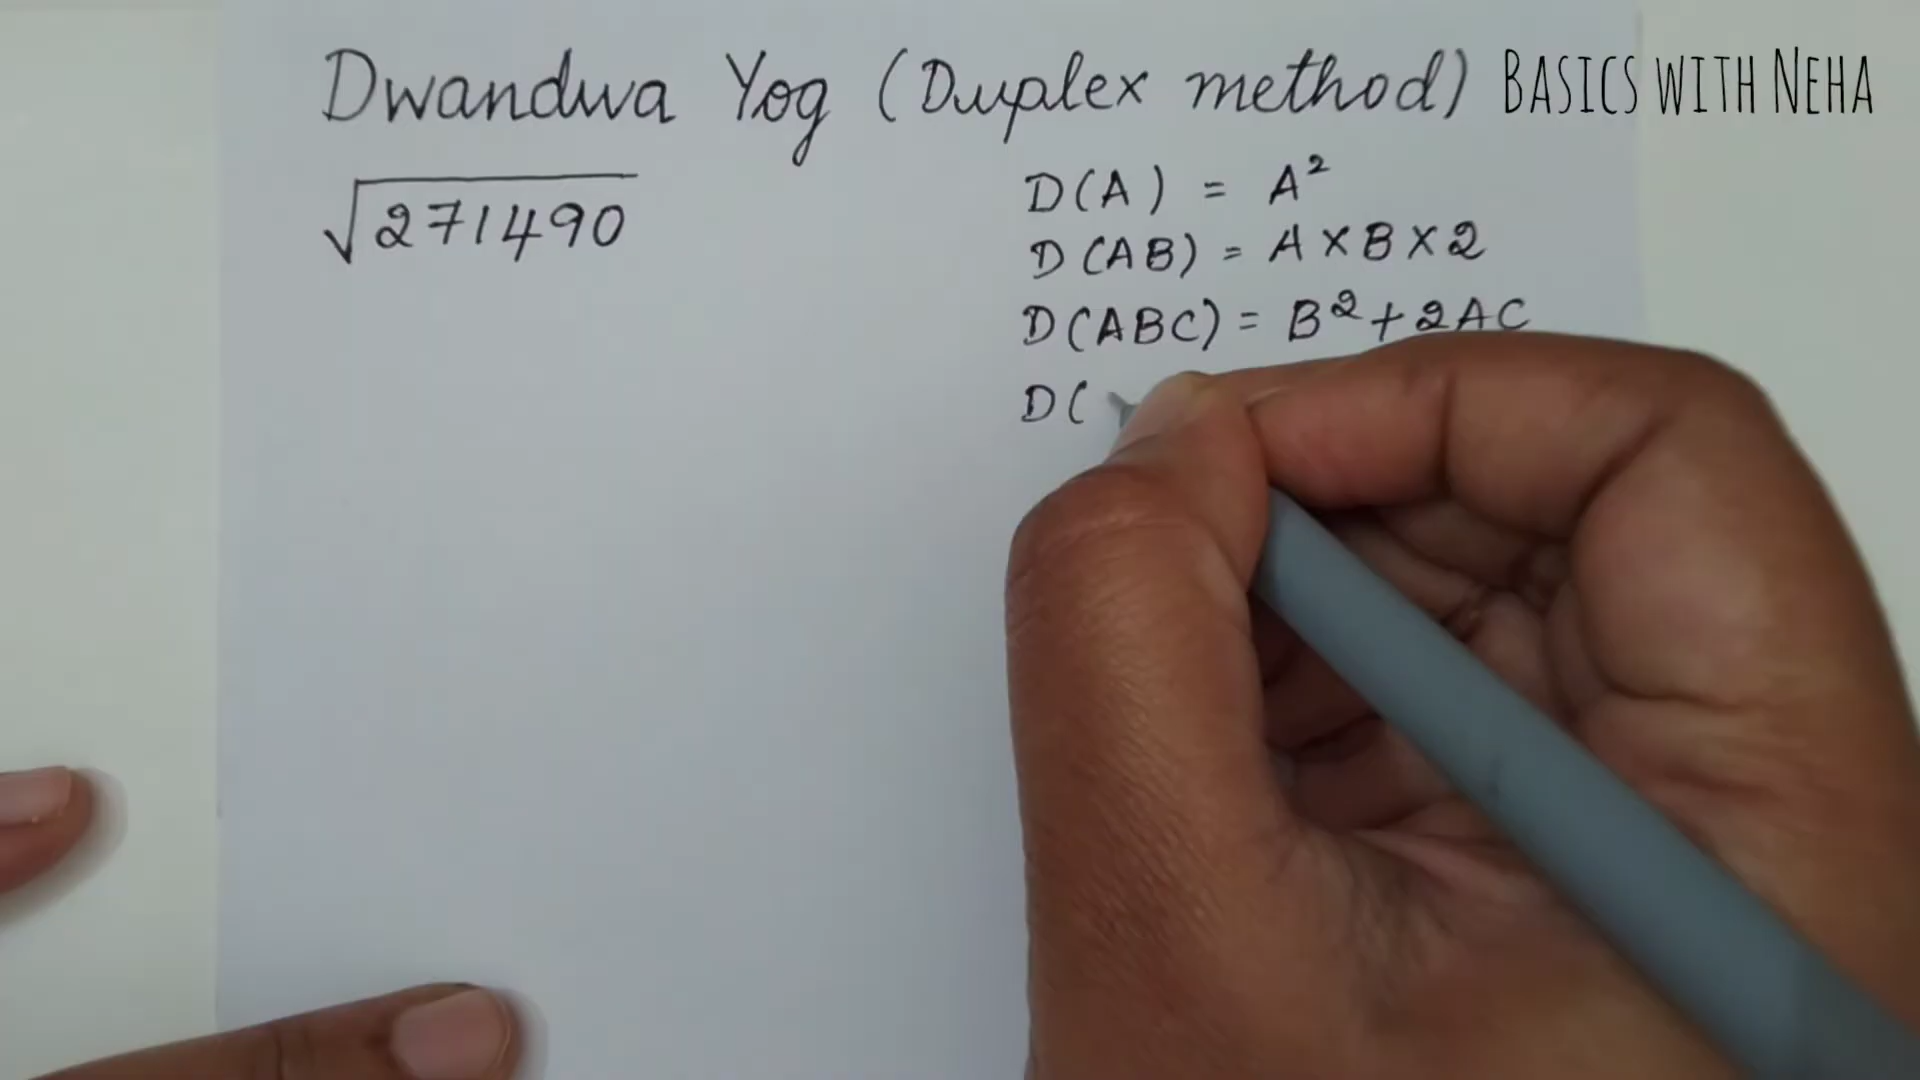 Dwandwa Yog (Duplex method) BASICS WITH NEHA
√271490
D(A) = A²
D(AB) = A×B×2
D(ABC) = B²+2AC
D(